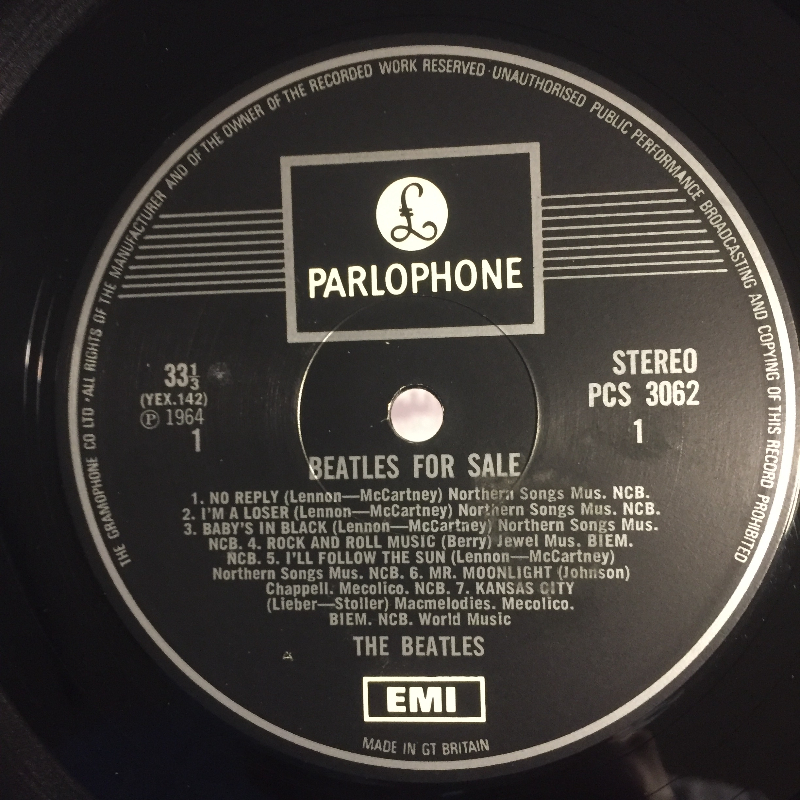 THE GRAMOPHONE CO LTD · ALL RIGHTS OF THE MANUFACTURER AND OF THE OWNER OF THE RECORDED WORK RESERVED · UNAUTHORISED PUBLIC PERFORMANCE BROADCASTING AND COPYING OF THIS RECORD PROHIBITED
£
PARLOPHONE
33⅓
(YEX.142)
Ⓟ 1964
1
STEREO
PCS 3062
1
BEATLES FOR SALE
1. NO REPLY (Lennon—McCartney) Northern Songs Mus. NCB.
2. I'M A LOSER (Lennon—McCartney) Northern Songs Mus. NCB.
3. BABY'S IN BLACK (Lennon—McCartney) Northern Songs Mus.
NCB. 4. ROCK AND ROLL MUSIC (Berry) Jewel Mus. BIEM.
NCB. 5. I'LL FOLLOW THE SUN (Lennon—McCartney)
Northern Songs Mus. NCB. 6. MR. MOONLIGHT (Johnson)
Chappell. Mecolico. NCB. 7. KANSAS CITY
(Lieber—Stoller) Macmelodies. Mecolico.
BIEM. NCB. World Music
THE BEATLES
EMI
MADE IN GT BRITAIN